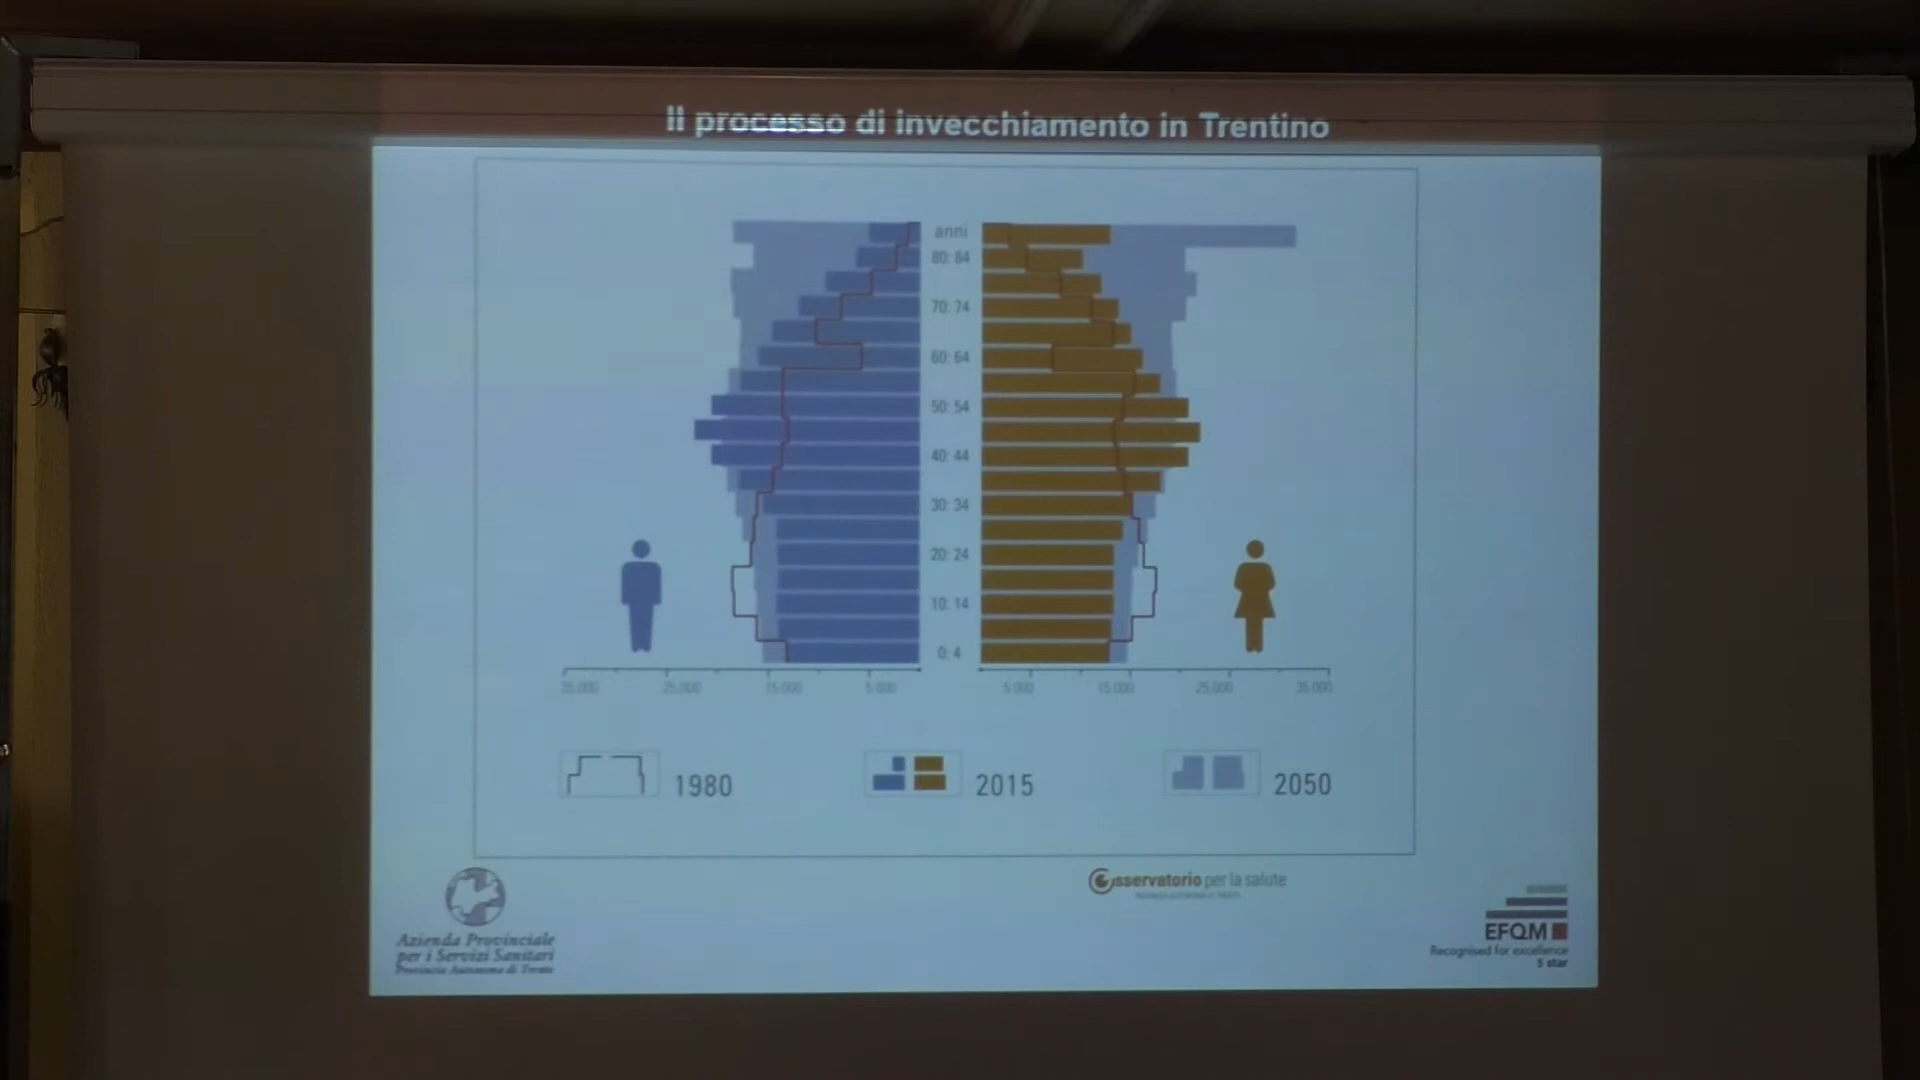 Il processo di invecchiamento in Trentino
anni
80: 84
70: 74
60: 64
50: 54
40: 44
30: 34
20: 24
10: 14
0: 4
25.000 15.000 5.000 5.000 15.000 25.000 35.000
1980 2015 2050
Osservatorio per la salute
Azienda Provinciale
per i Servizi Sanitari
Provincia Autonoma di Trento
EFQM
Recognised for excellence
5 star